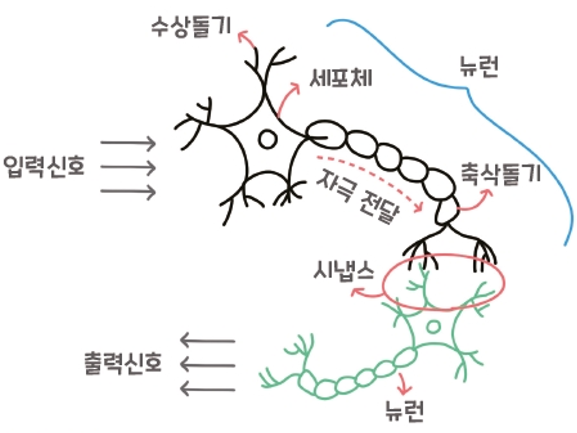 수상돌기
뉴런
세포체
입력신호
자극 전달
축삭돌기
시냅스
출력신호
뉴런